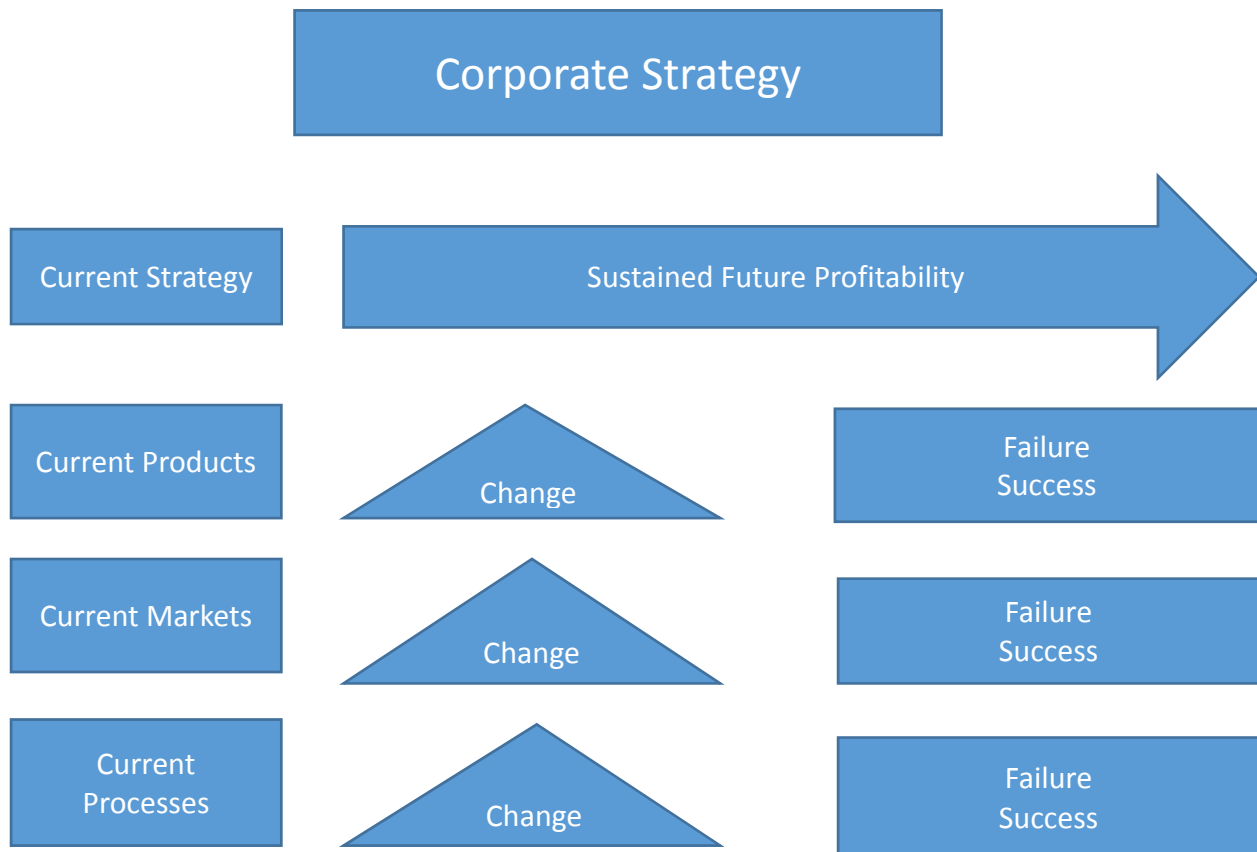 Corporate Strategy
Current Strategy
Sustained Future Profitability
Current Products
Change
Failure
Success
Current Markets
Change
Failure
Success
Current
Processes
Change
Failure
Success